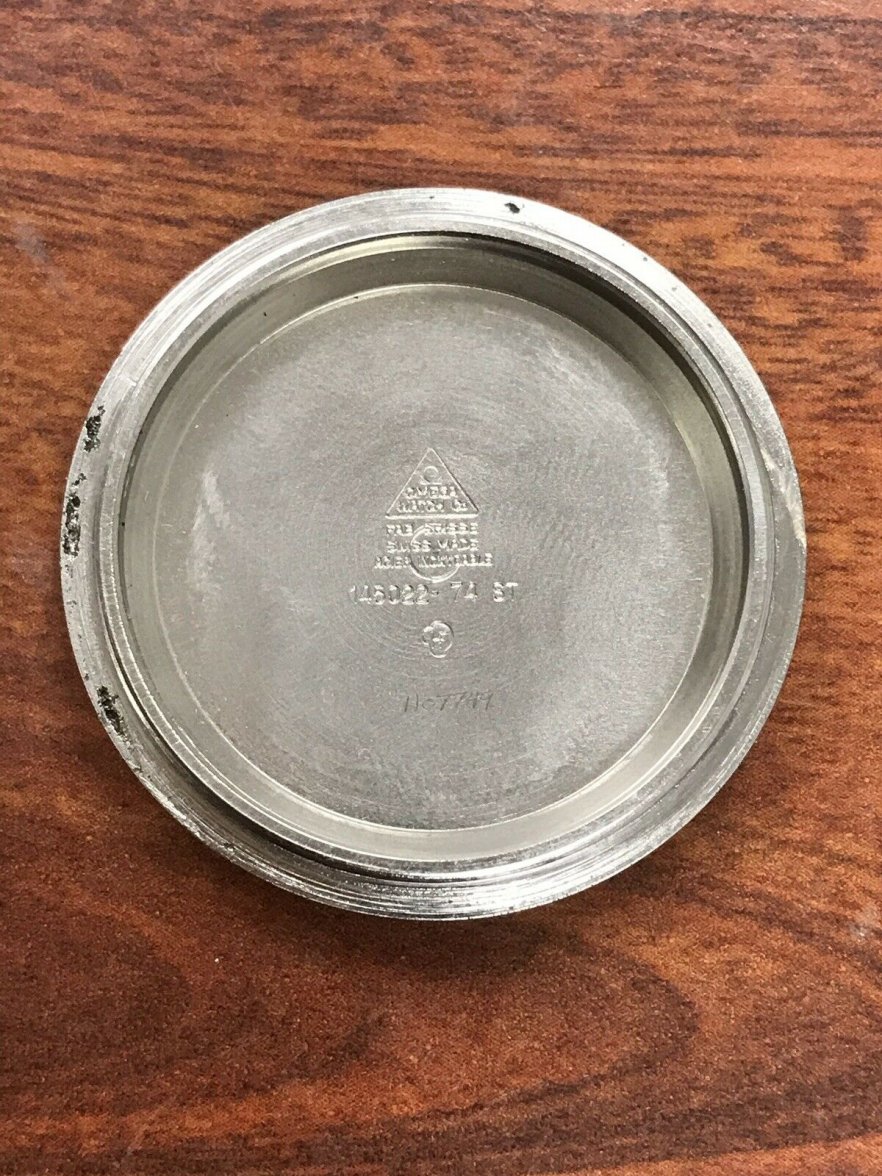 OMEGA
WATCH Co
FAB SUISSE
SWISS MADE
ACIER INOXYDABLE
145022-74 ST